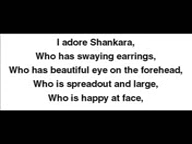 I adore Shankara,
Who has swaying earrings,
Who has beautiful eye on the forehead,
Who is spreadout and large,
Who is happy at face,